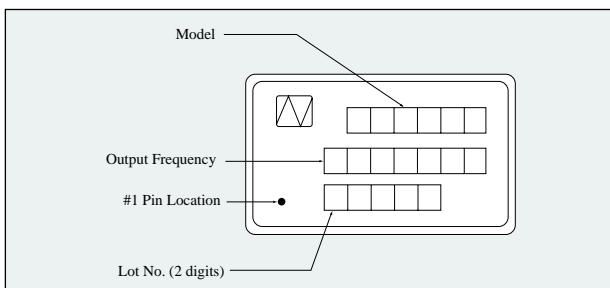 Model
Output Frequency
#1 Pin Location
Lot No. (2 digits)